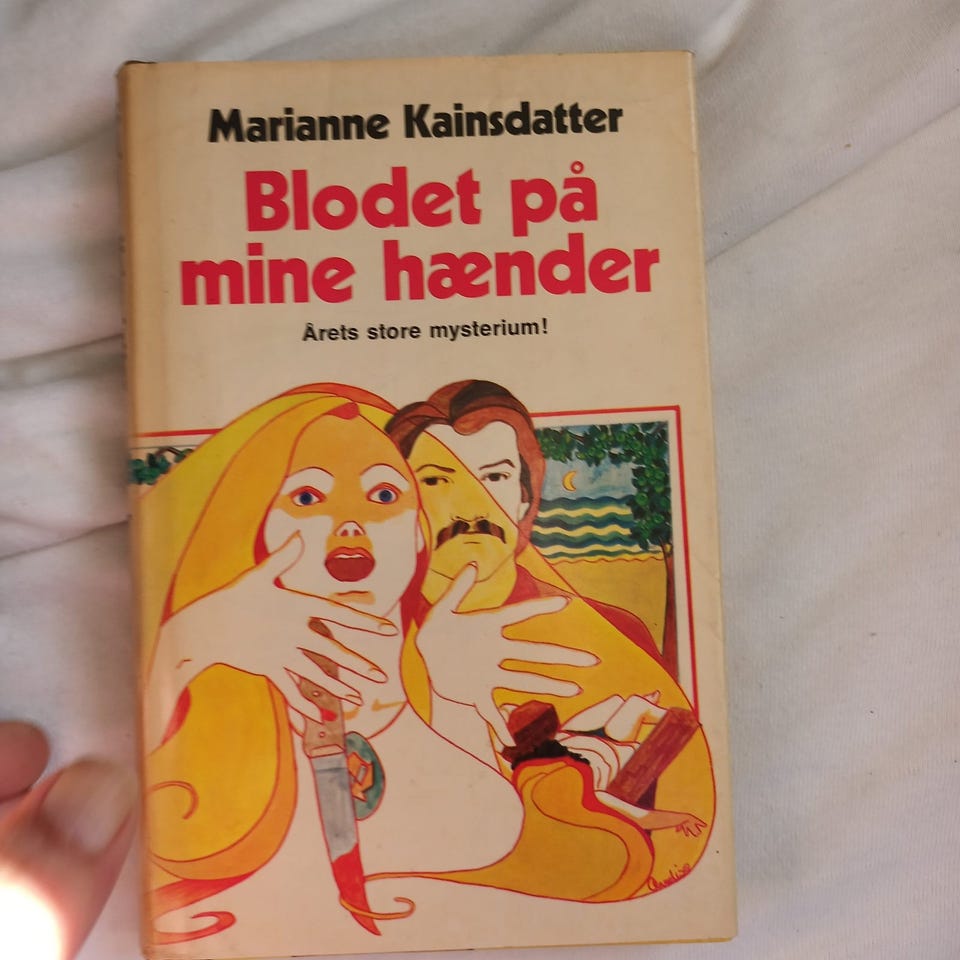 Marianne Kainsdatter
Blodet på
mine hænder
Årets store mysterium!